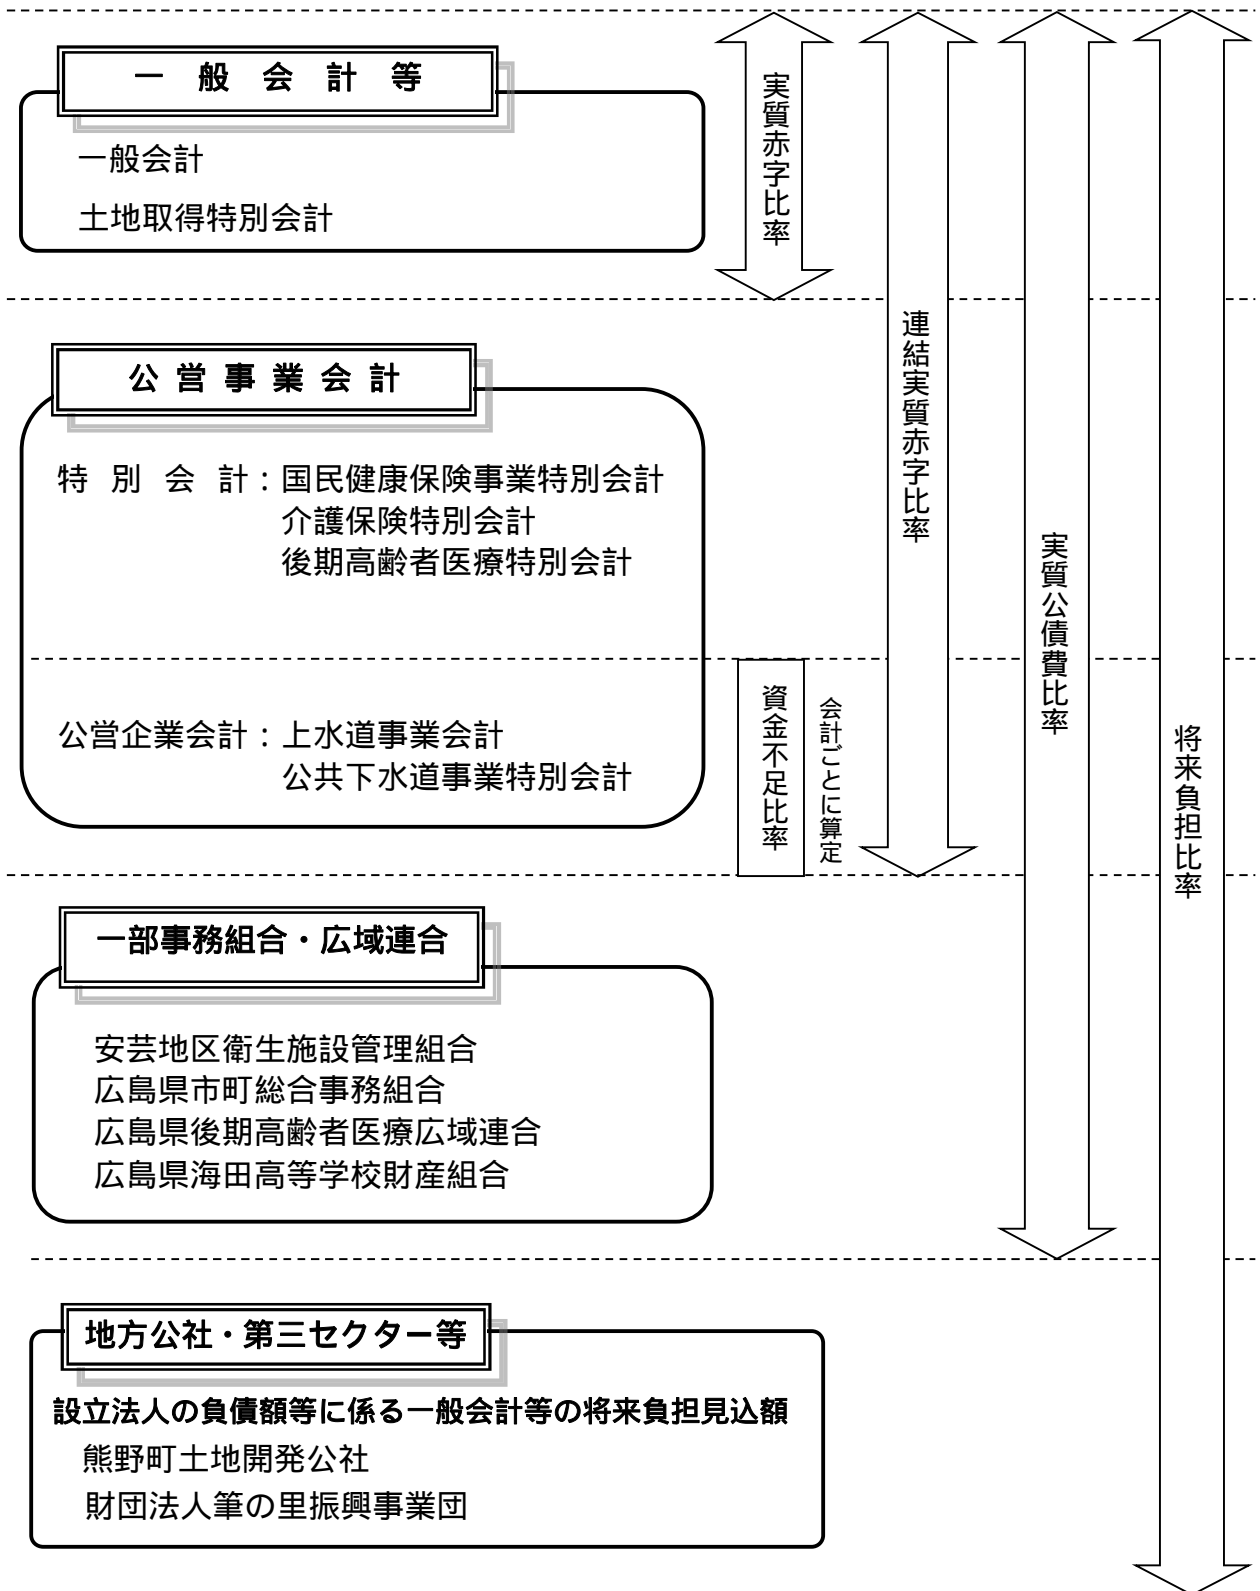 一般会計等
一般会計
土地取得特別会計
実質赤字比率
連結実質赤字比率
実質公債費比率
将来負担比率
公営事業会計
特別会計：国民健康保険事業特別会計
介護保険特別会計
後期高齢者医療特別会計
公営企業会計：上水道事業会計
公共下水道事業特別会計
資金不足比率
会計ごとに算定
一部事務組合・広域連合
安芸地区衛生施設管理組合
広島県市町総合事務組合
広島県後期高齢者医療広域連合
広島県海田高等学校財産組合
地方公社・第三セクター等
設立法人の負債額等に係る一般会計等の将来負担見込額
熊野町土地開発公社
財団法人筆の里振興事業団